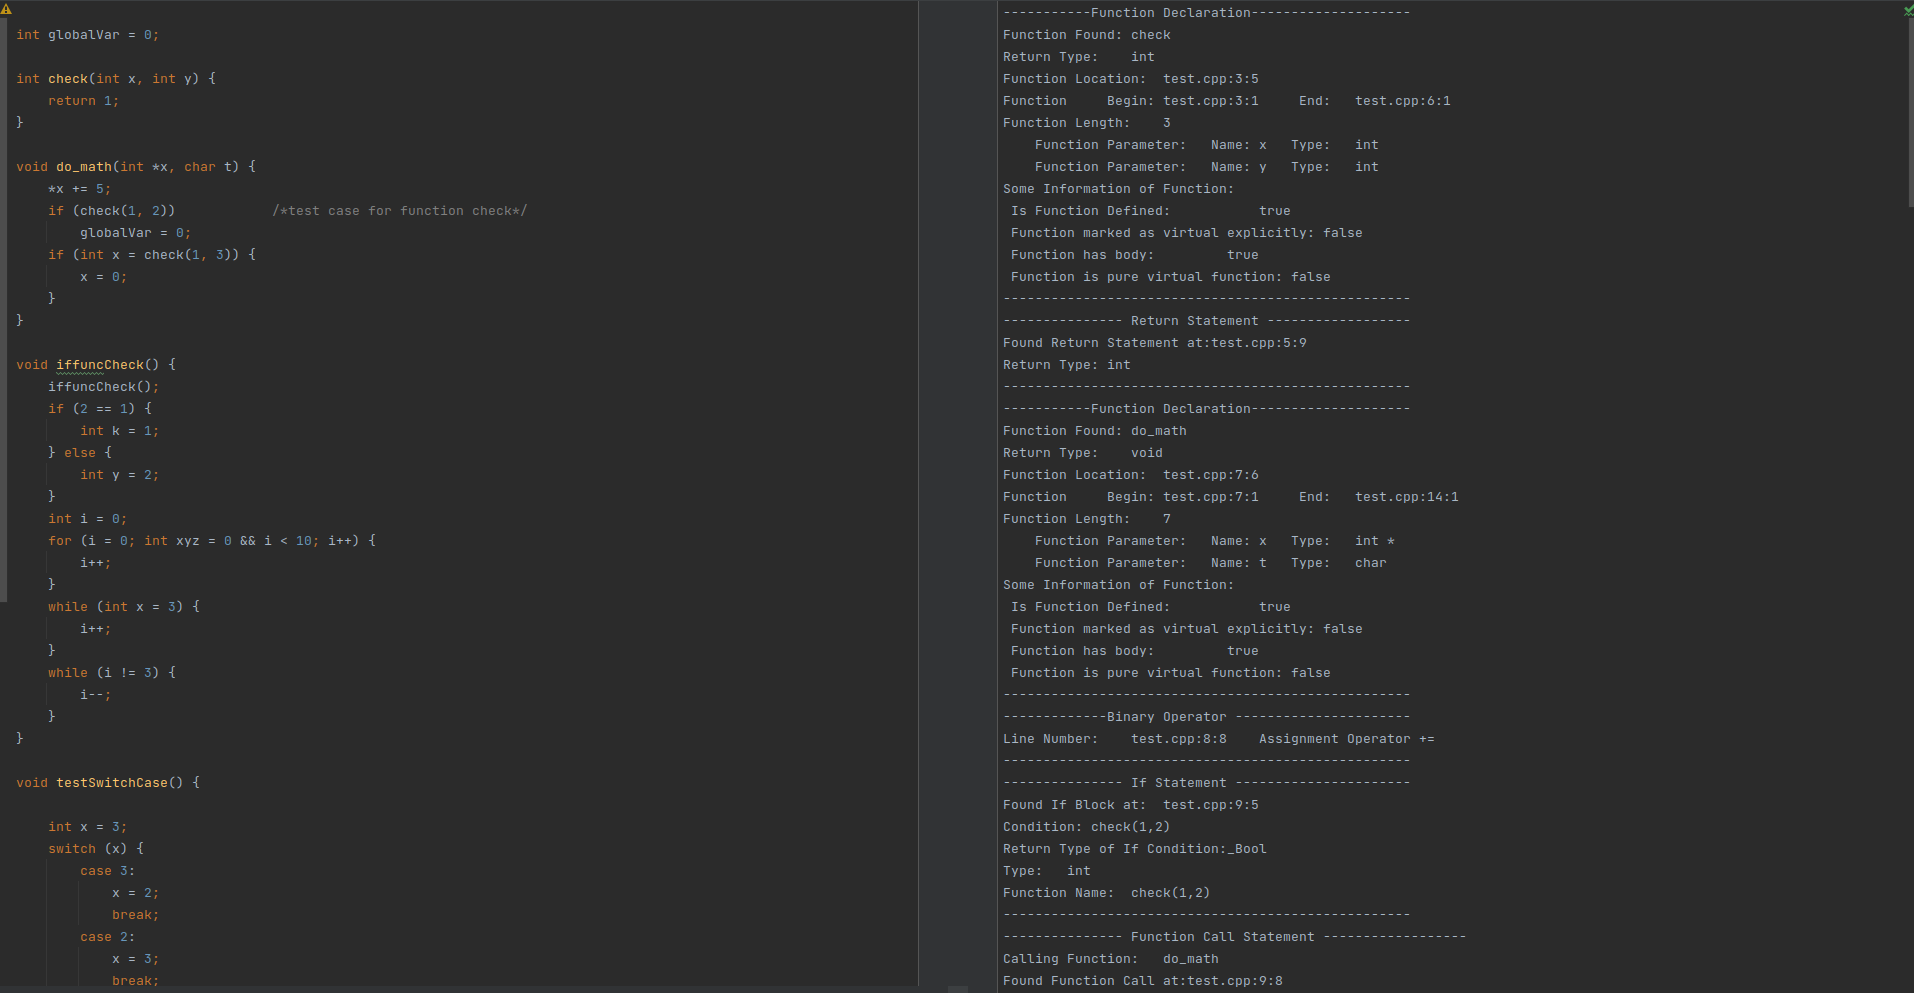 int globalVar = 0;
int check(int x, int y) {
    return 1;
}
void do_math(int *x, char t) {
    *x += 5;
    if (check(1, 2))            /*test case for function check*/
        globalVar = 0;
    if (int x = check(1, 3)) {
        x = 0;
    }
}
void iffuncCheck() {
    iffuncCheck();
    if (2 == 1) {
        int k = 1;
    } else {
        int y = 2;
    }
    int i = 0;
    for (i = 0; int xyz = 0 && i < 10; i++) {
        i++;
    }
    while (int x = 3) {
        i++;
    }
    while (i != 3) {
        i--;
    }
}
void testSwitchCase() {
    int x = 3;
    switch (x) {
        case 3:
            x = 2;
            break;
        case 2:
            x = 3;
            break;
-----------Function Declaration--------------------
Function Found: check
Return Type:    int
Function Location:  test.cpp:3:5
Function     Begin: test.cpp:3:1     End:   test.cpp:6:1
Function Length:    3
    Function Parameter:   Name: x   Type:   int
    Function Parameter:   Name: y   Type:   int
Some Information of Function:
 Is Function Defined:           true
 Function marked as virtual explicitly: false
 Function has body:         true
 Function is pure virtual function: false
---------------------------------------------------
--------------- Return Statement ------------------
Found Return Statement at:test.cpp:5:9
Return Type: int
---------------------------------------------------
-----------Function Declaration--------------------
Function Found: do_math
Return Type:    void
Function Location:  test.cpp:7:6
Function     Begin: test.cpp:7:1     End:   test.cpp:14:1
Function Length:    7
    Function Parameter:   Name: x   Type:   int *
    Function Parameter:   Name: t   Type:   char
Some Information of Function:
 Is Function Defined:           true
 Function marked as virtual explicitly: false
 Function has body:         true
 Function is pure virtual function: false
---------------------------------------------------
-------------Binary Operator ----------------------
Line Number:    test.cpp:8:8    Assignment Operator +=
---------------------------------------------------
--------------- If Statement ----------------------
Found If Block at:  test.cpp:9:5
Condition: check(1,2)
Return Type of If Condition:_Bool
Type:   int
Function Name:  check(1,2)
---------------------------------------------------
--------------- Function Call Statement ------------------
Calling Function:   do_math
Found Function Call at:test.cpp:9:8